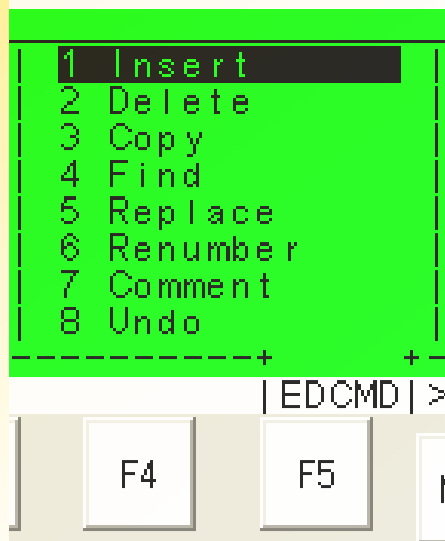 1 Insert
2 Delete
3 Copy
4 Find
5 Replace
6 Renumber
7 Comment
8 Undo
|EDCMD| >
F4 F5